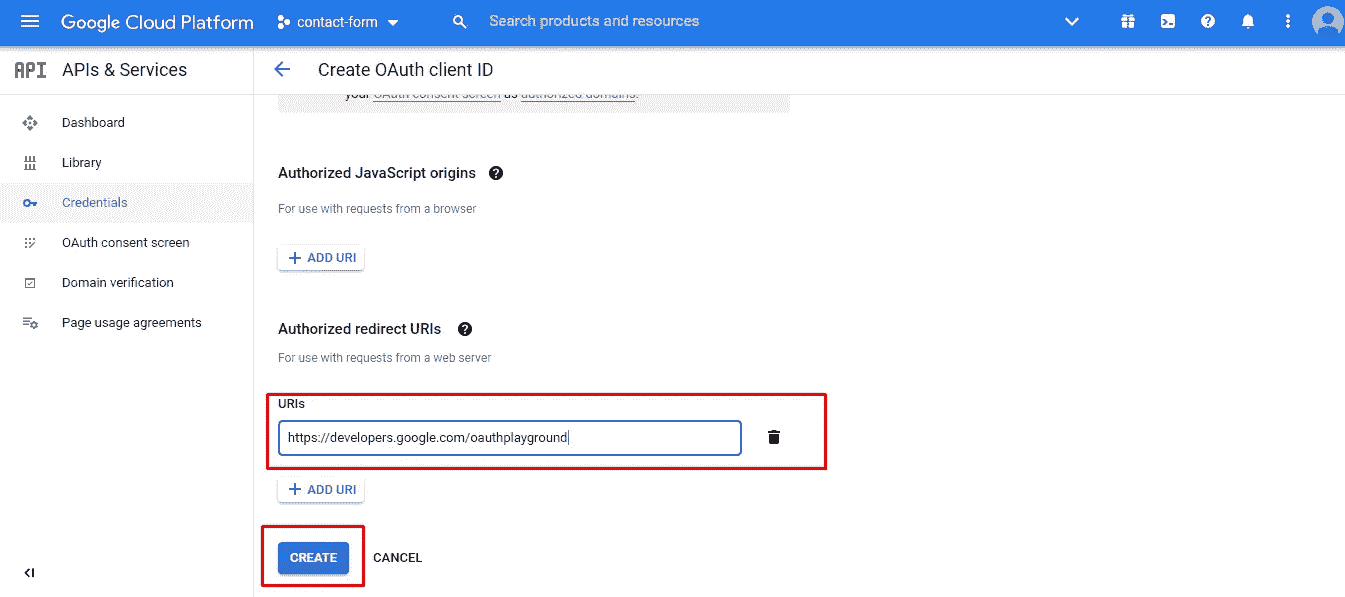 Google Cloud Platform
contact-form
Search products and resources
API APIs & Services
Create OAuth client ID
your OAuth consent screen as authorized domains.
Dashboard
Library
Credentials
OAuth consent screen
Domain verification
Page usage agreements
Authorized JavaScript origins ?
For use with requests from a browser
+ ADD URI
Authorized redirect URIs ?
For use with requests from a web server
URIs
https://developers.google.com/oauthplayground
+ ADD URI
CREATE CANCEL